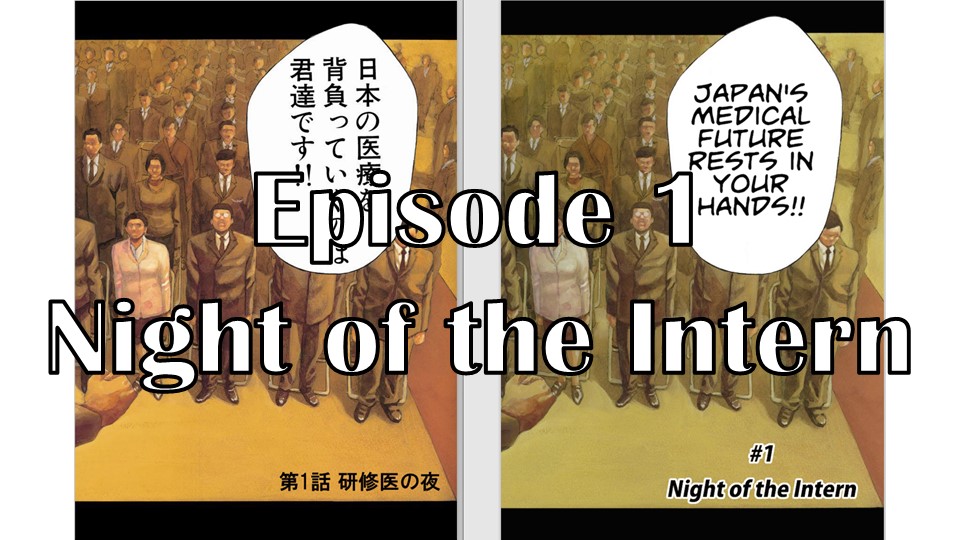 日本の医療を
背負っていくのは
君達です!!
JAPAN'S
MEDICAL
FUTURE
RESTS IN
YOUR
HANDS!!
Episode 1
Night of the Intern
第1話 研修医の夜
#1
Night of the Intern